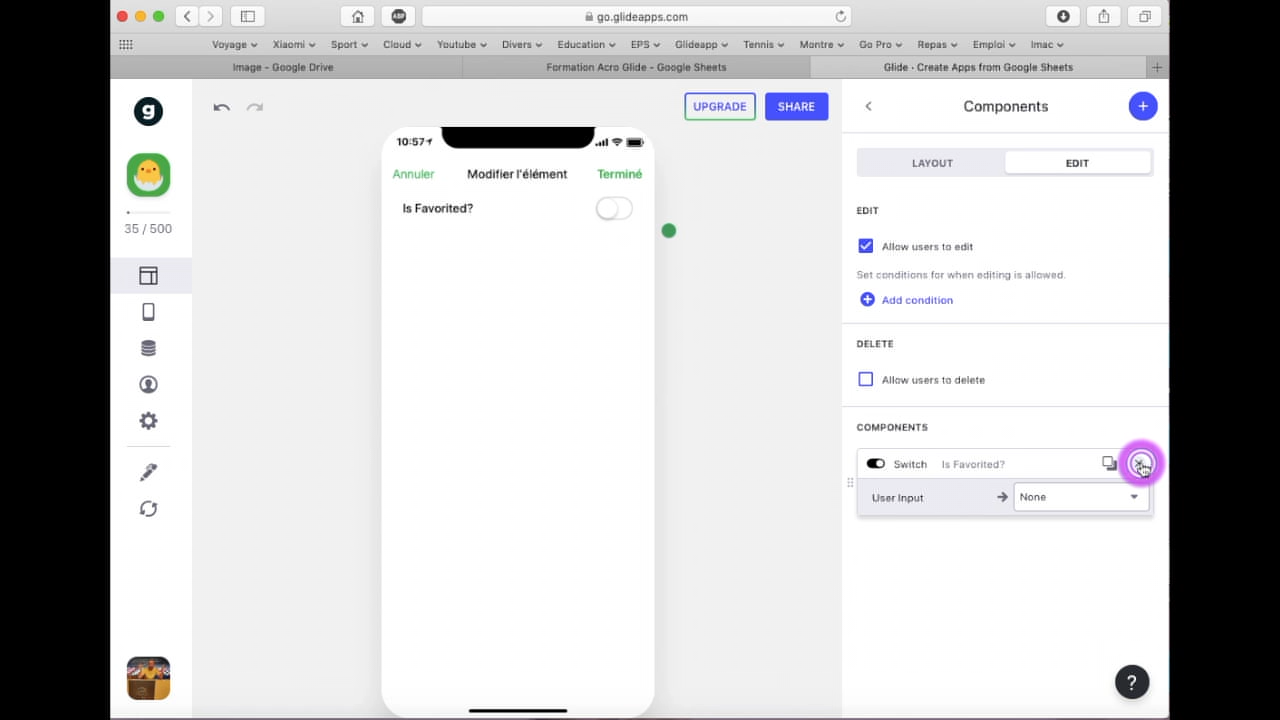 go.glideapps.com
ABP
Voyage Xiaomi Sport Cloud Youtube Divers Education EPS Glideapp Tennis Montre Go Pro Repas Emploi Imac
Image - Google Drive
Formation Acro Glide - Google Sheets
Glide · Create Apps from Google Sheets
g
35 / 500
UPGRADE
SHARE
10:57
Annuler
Modifier l'élément
Terminé
Is Favorited?
Components
LAYOUT
EDIT
EDIT
Allow users to edit
Set conditions for when editing is allowed.
Add condition
DELETE
Allow users to delete
COMPONENTS
Switch Is Favorited?
User Input
None
?